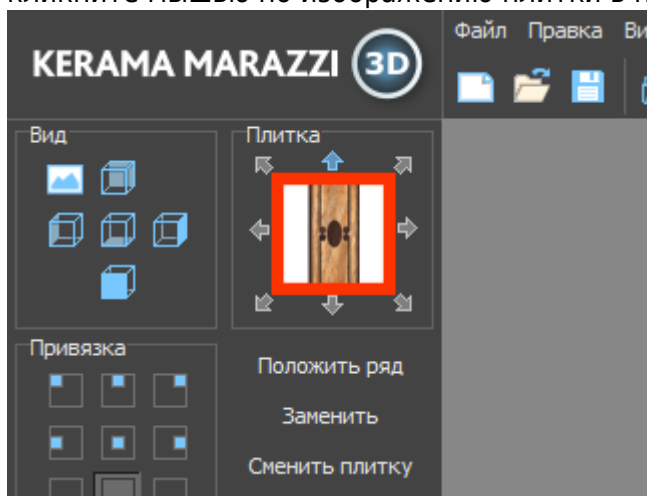 KERAMA MARAZZI 3D
Файл Правка
Вид
Плитка
Привязка
Положить ряд
Заменить
Сменить плитку